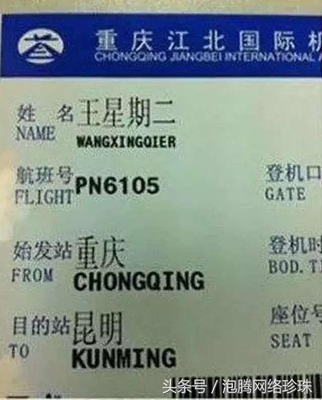 重庆江北国际机
CHONGQING JIANGBEI INTERNATIONAL A
姓名 王星期二
NAME WANGXINGQIER
航班号 PN6105 登机口
FLIGHT GATE
始发站 重庆 登机时
FROM CHONGQING BOD.TI
目的站 昆明 座位号
TO KUNMING SEAT
头条号／泡腾网络珍珠